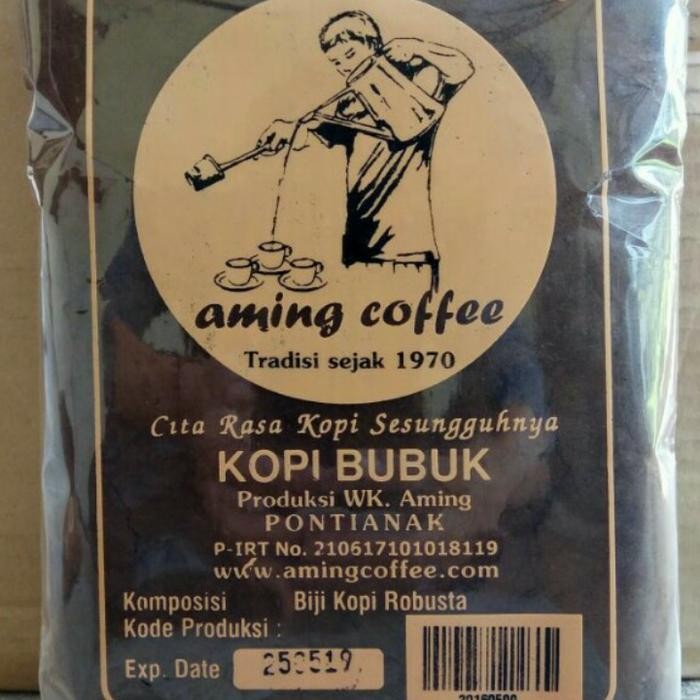 aming coffee
Tradisi sejak 1970
Cita Rasa Kopi Sesungguhnya
KOPI BUBUK
Produksi WK. Aming
PONTIANAK
P-IRT No. 210617101018119
www.amingcoffee.com
Komposisi Biji Kopi Robusta
Kode Produksi :
Exp. Date